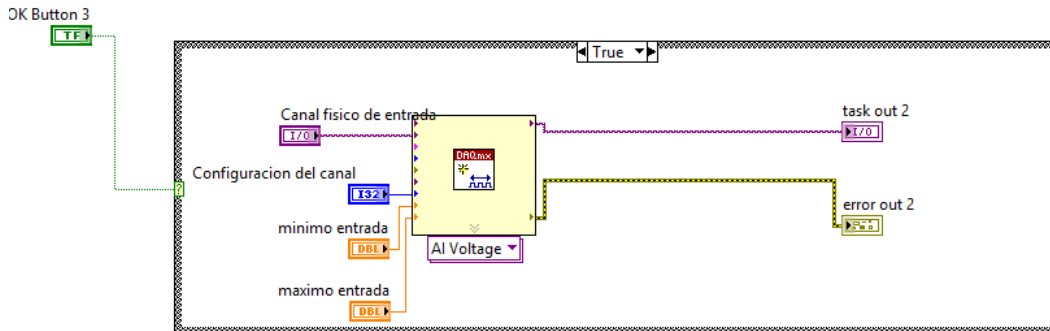 OK Button 3
TF
True
Canal fisico de entrada
I/O
DAQmx
task out 2
I/O
Configuracion del canal
I32
?
minimo entrada
DBL
error out 2
AI Voltage
maximo entrada
DBL